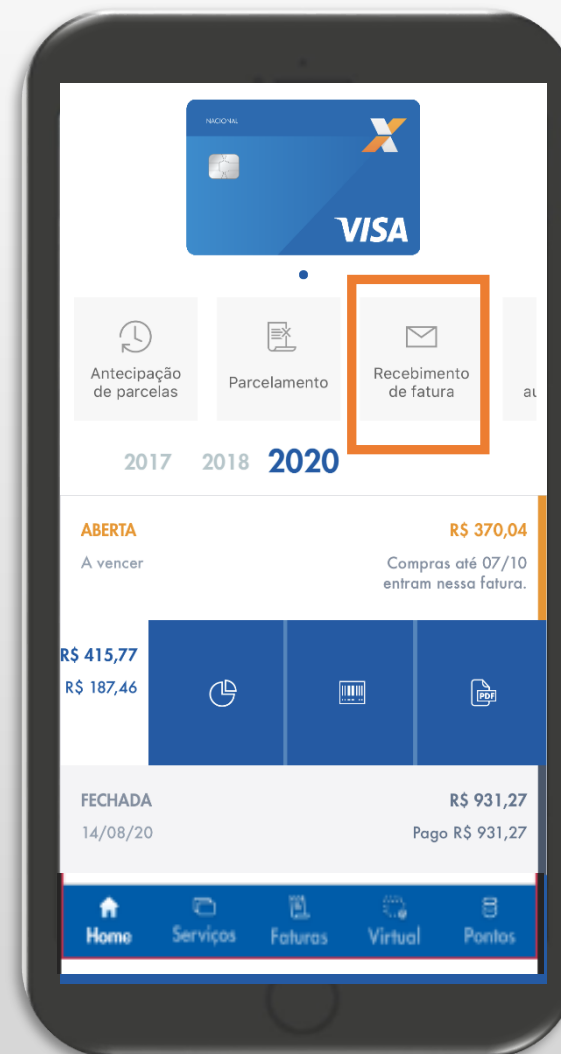 NACIONAL
VISA
Antecipação
de parcelas
Parcelamento
Recebimento
de fatura
au
2017 2018 2020
ABERTA R$ 370,04
A vencer Compras até 07/10
entram nessa fatura.
R$ 415,77
R$ 187,46
PDF
FECHADA R$ 931,27
14/08/20 Pago R$ 931,27
Home Serviços Faturas Virtual Pontos